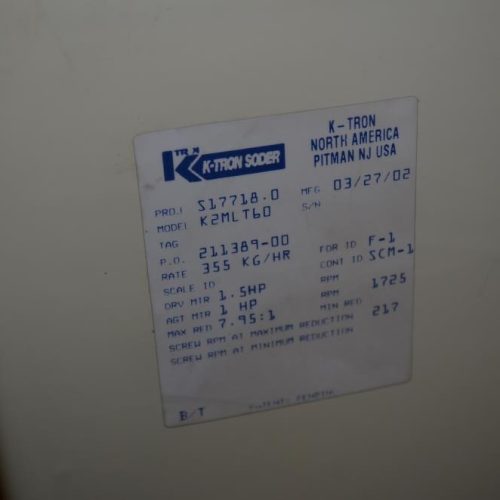 K-TRON
K-TRON SODER
K-TRON
NORTH AMERICA
PITMAN NJ USA
PROJ S17718.0 MFG 03/27/02
MODEL K2MLT60 S/N
TAG
P.O. 211389-00 FDR ID F-1
RATE 355 KG/HR CONT ID SCM-1
SCALE ID
DRV MTR 1.5HP RPM 1725
AGT MTR 1 HP RPM
MAX RED 7.95:1 MIN RED
SCREW RPM AT MAXIMUM REDUCTION 217
SCREW RPM AT MINIMUM REDUCTION
B/T PATENTS PENDING